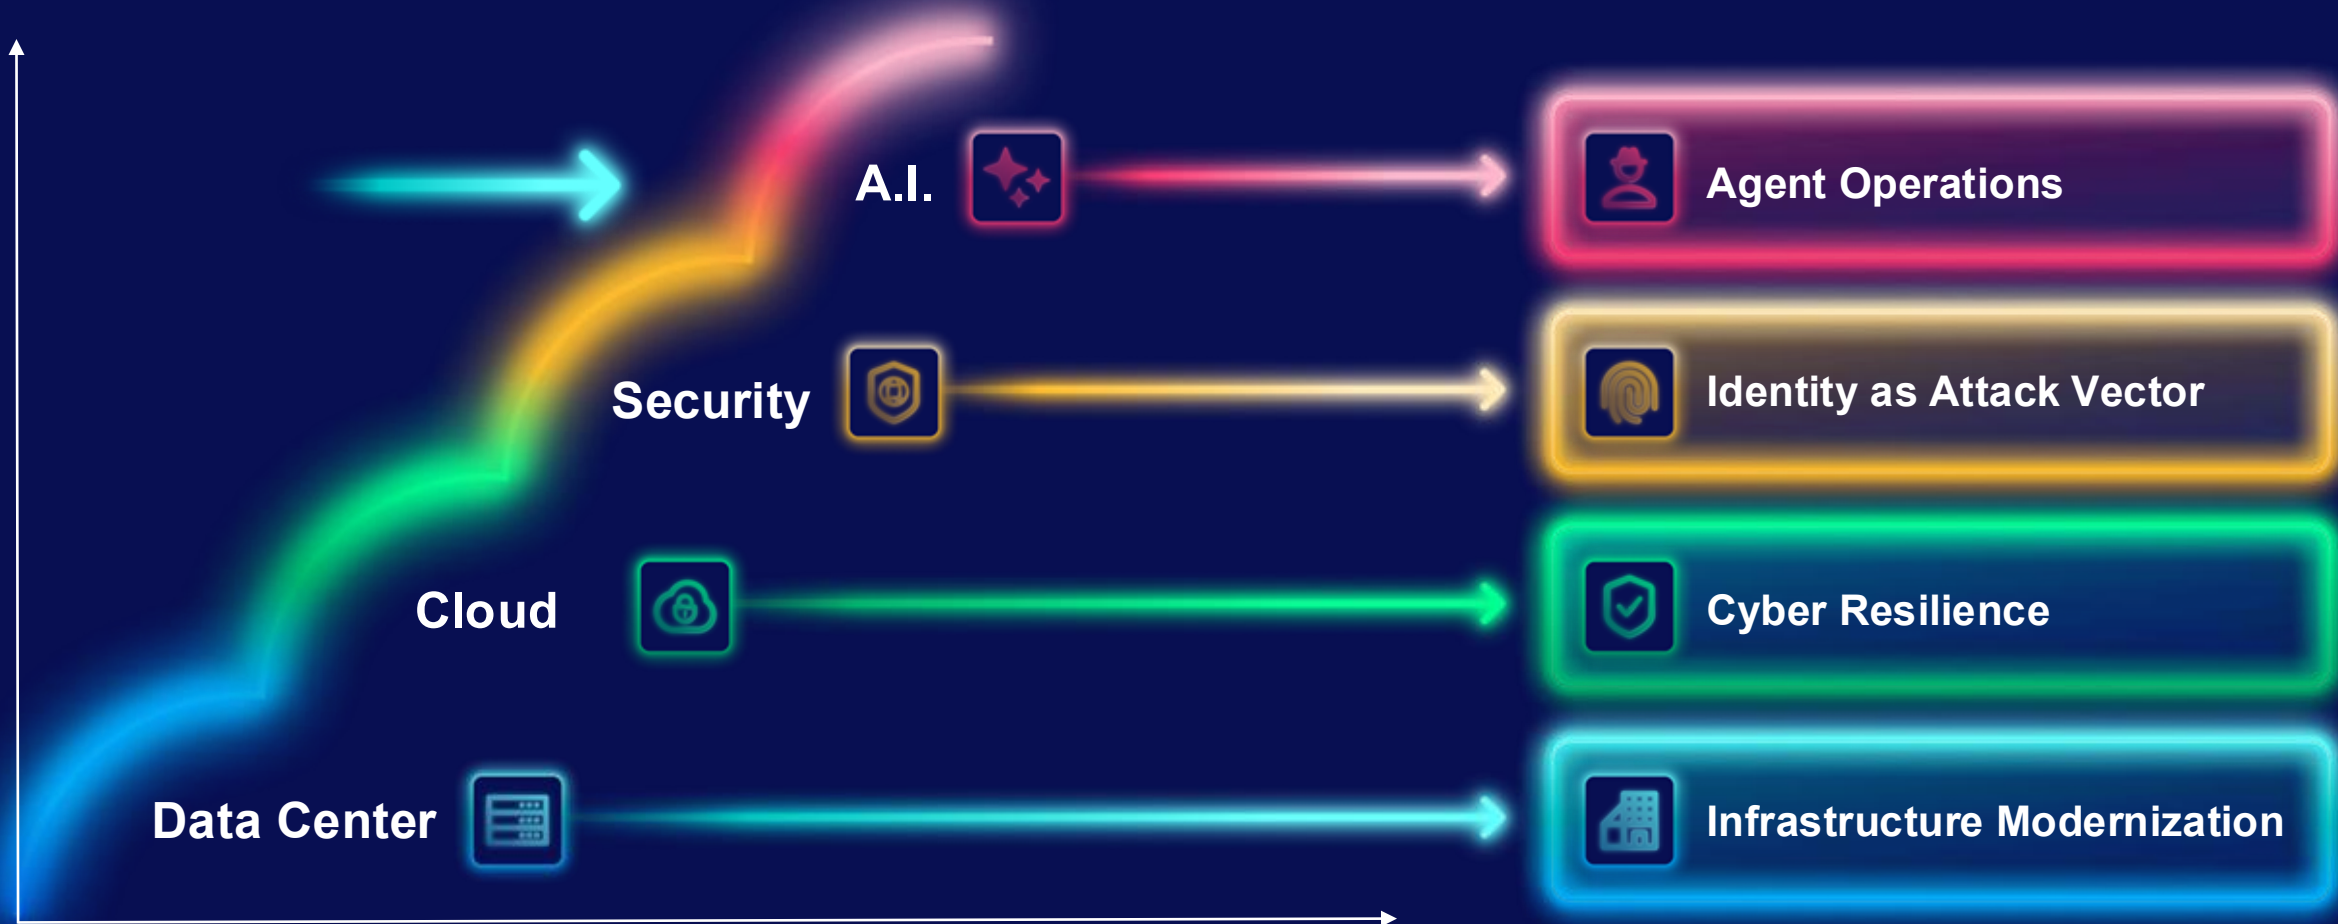 A.I.
Agent Operations
Security
Identity as Attack Vector
Cloud
Cyber Resilience
Data Center
Infrastructure Modernization